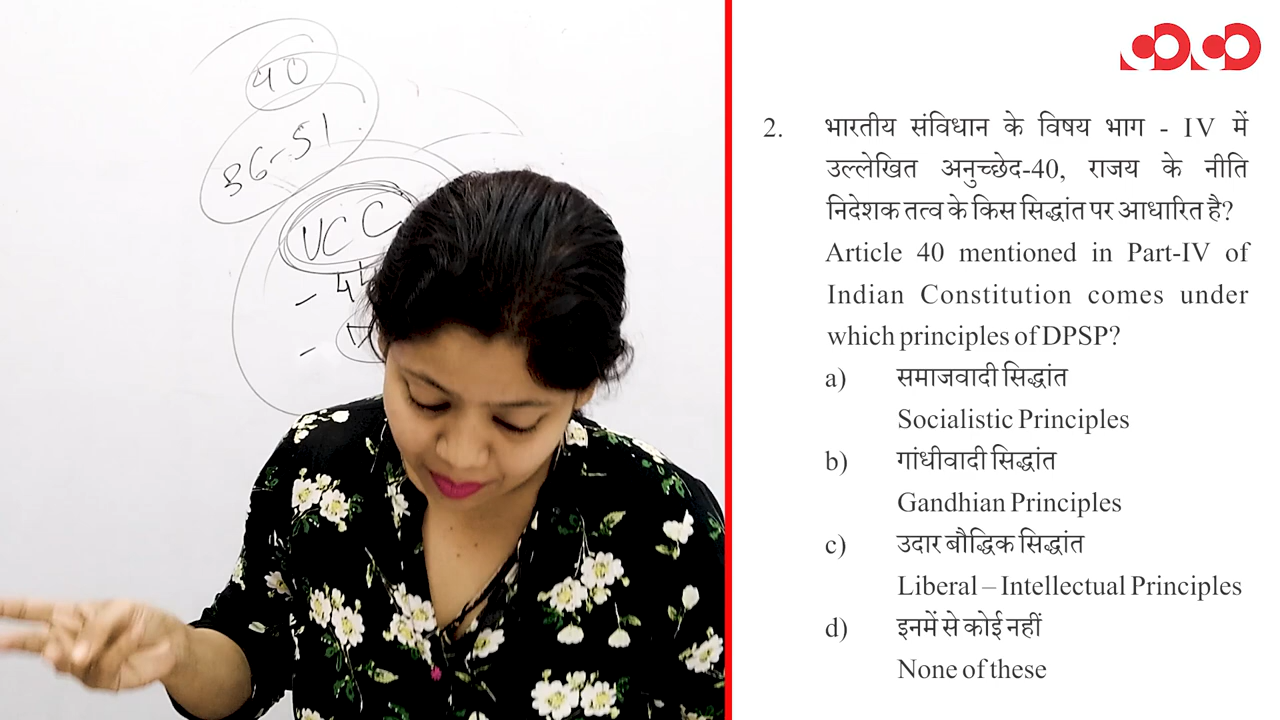 40
36-51
UCC
- 44
-
2. भारतीय संविधान के विषय भाग - IV में
उल्लेखित अनुच्छेद-40, राजय के नीति
निदेशक तत्व के किस सिद्धांत पर आधारित है?
Article 40 mentioned in Part-IV of
Indian Constitution comes under
which principles of DPSP?
a) समाजवादी सिद्धांत
Socialistic Principles
b) गांधीवादी सिद्धांत
Gandhian Principles
c) उदार बौद्धिक सिद्धांत
Liberal – Intellectual Principles
d) इनमें से कोई नहीं
None of these